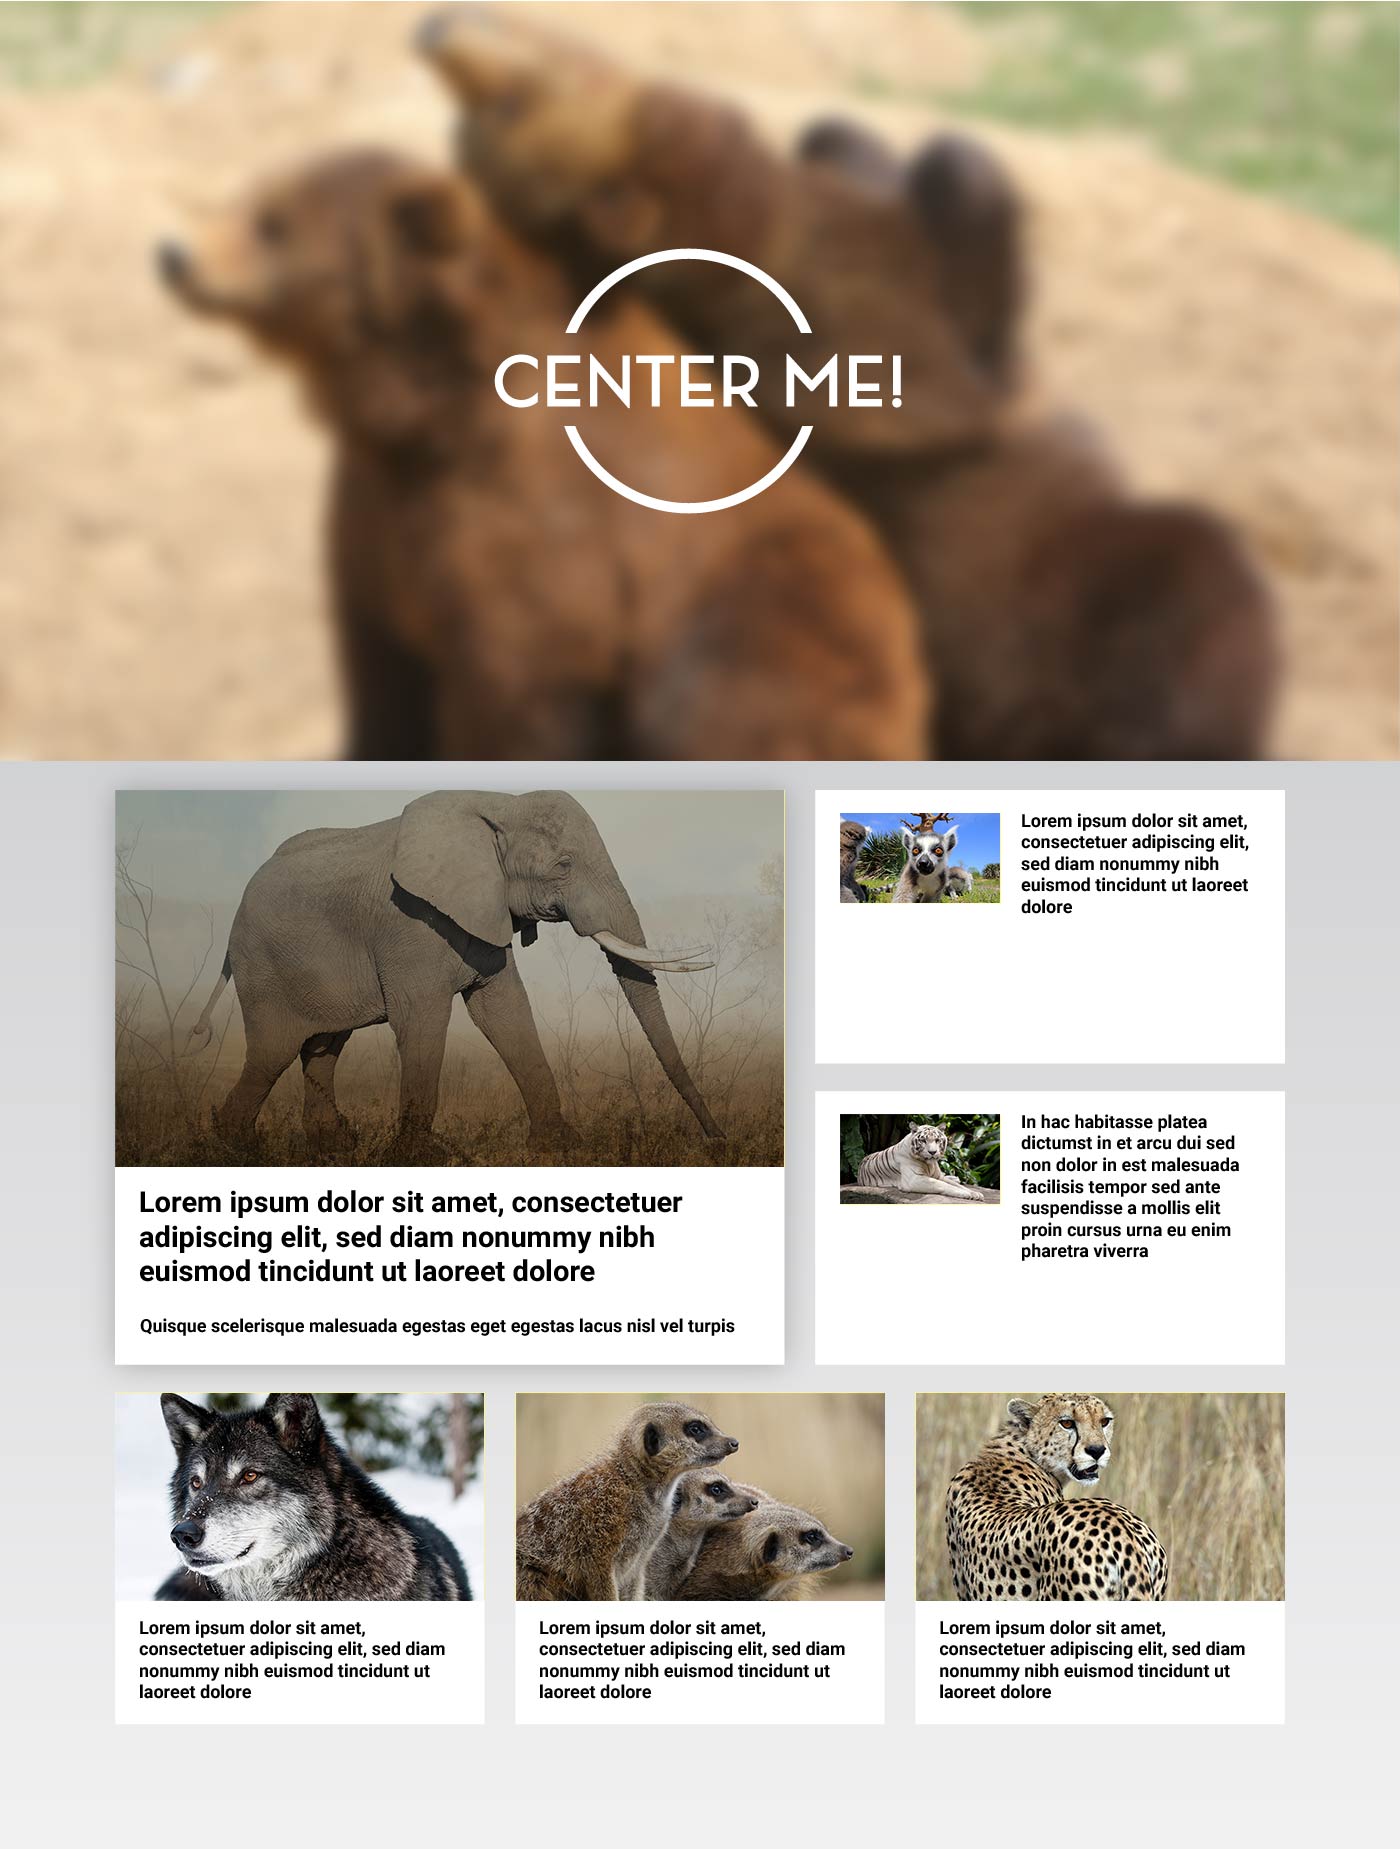 CENTER ME!
Lorem ipsum dolor sit amet, consectetuer
adipiscing elit, sed diam nonummy nibh
euismod tincidunt ut laoreet dolore
Quisque scelerisque malesuada egestas eget egestas lacus nisl vel turpis
Lorem ipsum dolor sit amet,
consectetuer adipiscing elit,
sed diam nonummy nibh
euismod tincidunt ut laoreet
dolore
In hac habitasse platea
dictumst in et arcu dui sed
non dolor in est malesuada
facilisis tempor sed ante
suspendisse a mollis elit
proin cursus urna eu enim
pharetra viverra
Lorem ipsum dolor sit amet,
consectetuer adipiscing elit, sed diam
nonummy nibh euismod tincidunt ut
laoreet dolore
Lorem ipsum dolor sit amet,
consectetuer adipiscing elit, sed diam
nonummy nibh euismod tincidunt ut
laoreet dolore
Lorem ipsum dolor sit amet,
consectetuer adipiscing elit, sed diam
nonummy nibh euismod tincidunt ut
laoreet dolore